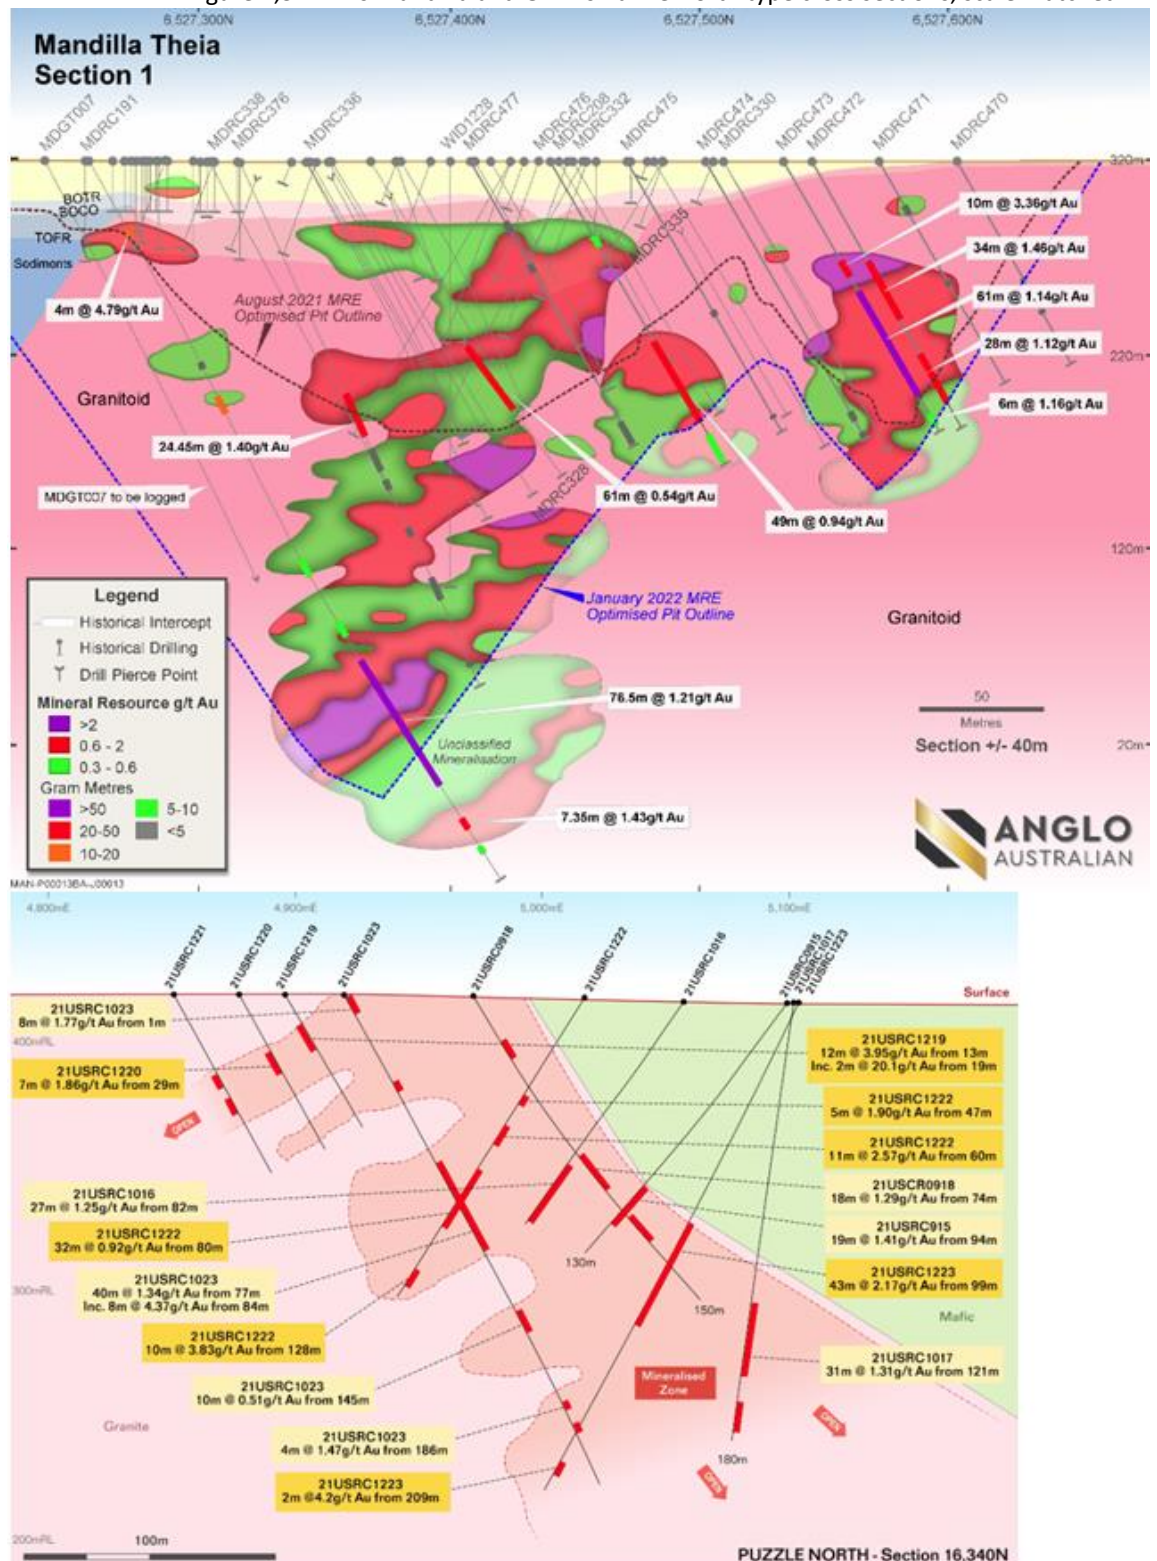 6,527,300N
6,527,400N
6,527,500N
6,527,600N
Mandilla Theia
Section 1
MDGT007
MDRC191
MDRC338
MDRC376
MDRC336
WID1228
MDRC477
MDRC476
MDRC208
MDRC332
MDRC475
MDRC474
MDRC330
MDRC473
MDRC472
MDRC471
MDRC470
320m
BOTR
BOCO
TOFR
Sediments
MDRC335
10m @ 3.36g/t Au
34m @ 1.46g/t Au
4m @ 4.79g/t Au
August 2021 MRE
Optimised Pit Outline
61m @ 1.14g/t Au
28m @ 1.12g/t Au
220m
Granitoid
6m @ 1.16g/t Au
24.45m @ 1.40g/t Au
MDGT007 to be logged
MDRC328
61m @ 0.54g/t Au
49m @ 0.94g/t Au
120m
Legend
Historical Intercept
Historical Drilling
Drill Pierce Point
Mineral Resource g/t Au
>2
0.6 - 2
0.3 - 0.6
Gram Metres
>50
5-10
20-50
<5
10-20
January 2022 MRE
Optimised Pit Outline
Granitoid
76.5m @ 1.21g/t Au
50
Metres
Section +/- 40m
Unclassified
Mineralisation
20m
7.35m @ 1.43g/t Au
ANGLO
AUSTRALIAN
4,800mE
4,900mE
5,000mE
5,100mE
21USRC1221
21USRC1220
21USRC1219
21USRC1023
21USRC0918
21USRC1222
21USRC1016
21USRC0915
21USRC1017
21USRC1223
Surface
21USRC1023
8m @ 1.77g/t Au from 1m
400mRL
21USRC1220
7m @ 1.86g/t Au from 29m
OPEN
21USRC1219
12m @ 3.95g/t Au from 13m
Inc. 2m @ 20.1g/t Au from 19m
21USRC1222
5m @ 1.90g/t Au from 47m
21USRC1222
11m @ 2.57g/t Au from 60m
21USRC1016
27m @ 1.25g/t Au from 82m
21USCR0918
18m @ 1.29g/t Au from 74m
21USRC1222
32m @ 0.92g/t Au from 80m
21USRC915
19m @ 1.41g/t Au from 94m
130m
21USRC1023
40m @ 1.34g/t Au from 77m
Inc. 8m @ 4.37g/t Au from 84m
21USRC1223
43m @ 2.17g/t Au from 99m
300mRL
150m
Mafic
21USRC1222
10m @ 3.83g/t Au from 128m
21USRC1017
31m @ 1.31g/t Au from 121m
21USRC1023
10m @ 0.51g/t Au from 145m
Mineralised
Zone
Granite
OPEN
21USRC1023
4m @ 1.47g/t Au from 186m
180m
OPEN
21USRC1223
2m @4.2g/t Au from 209m
200mRL
100m
PUZZLE NORTH - Section 16.340N